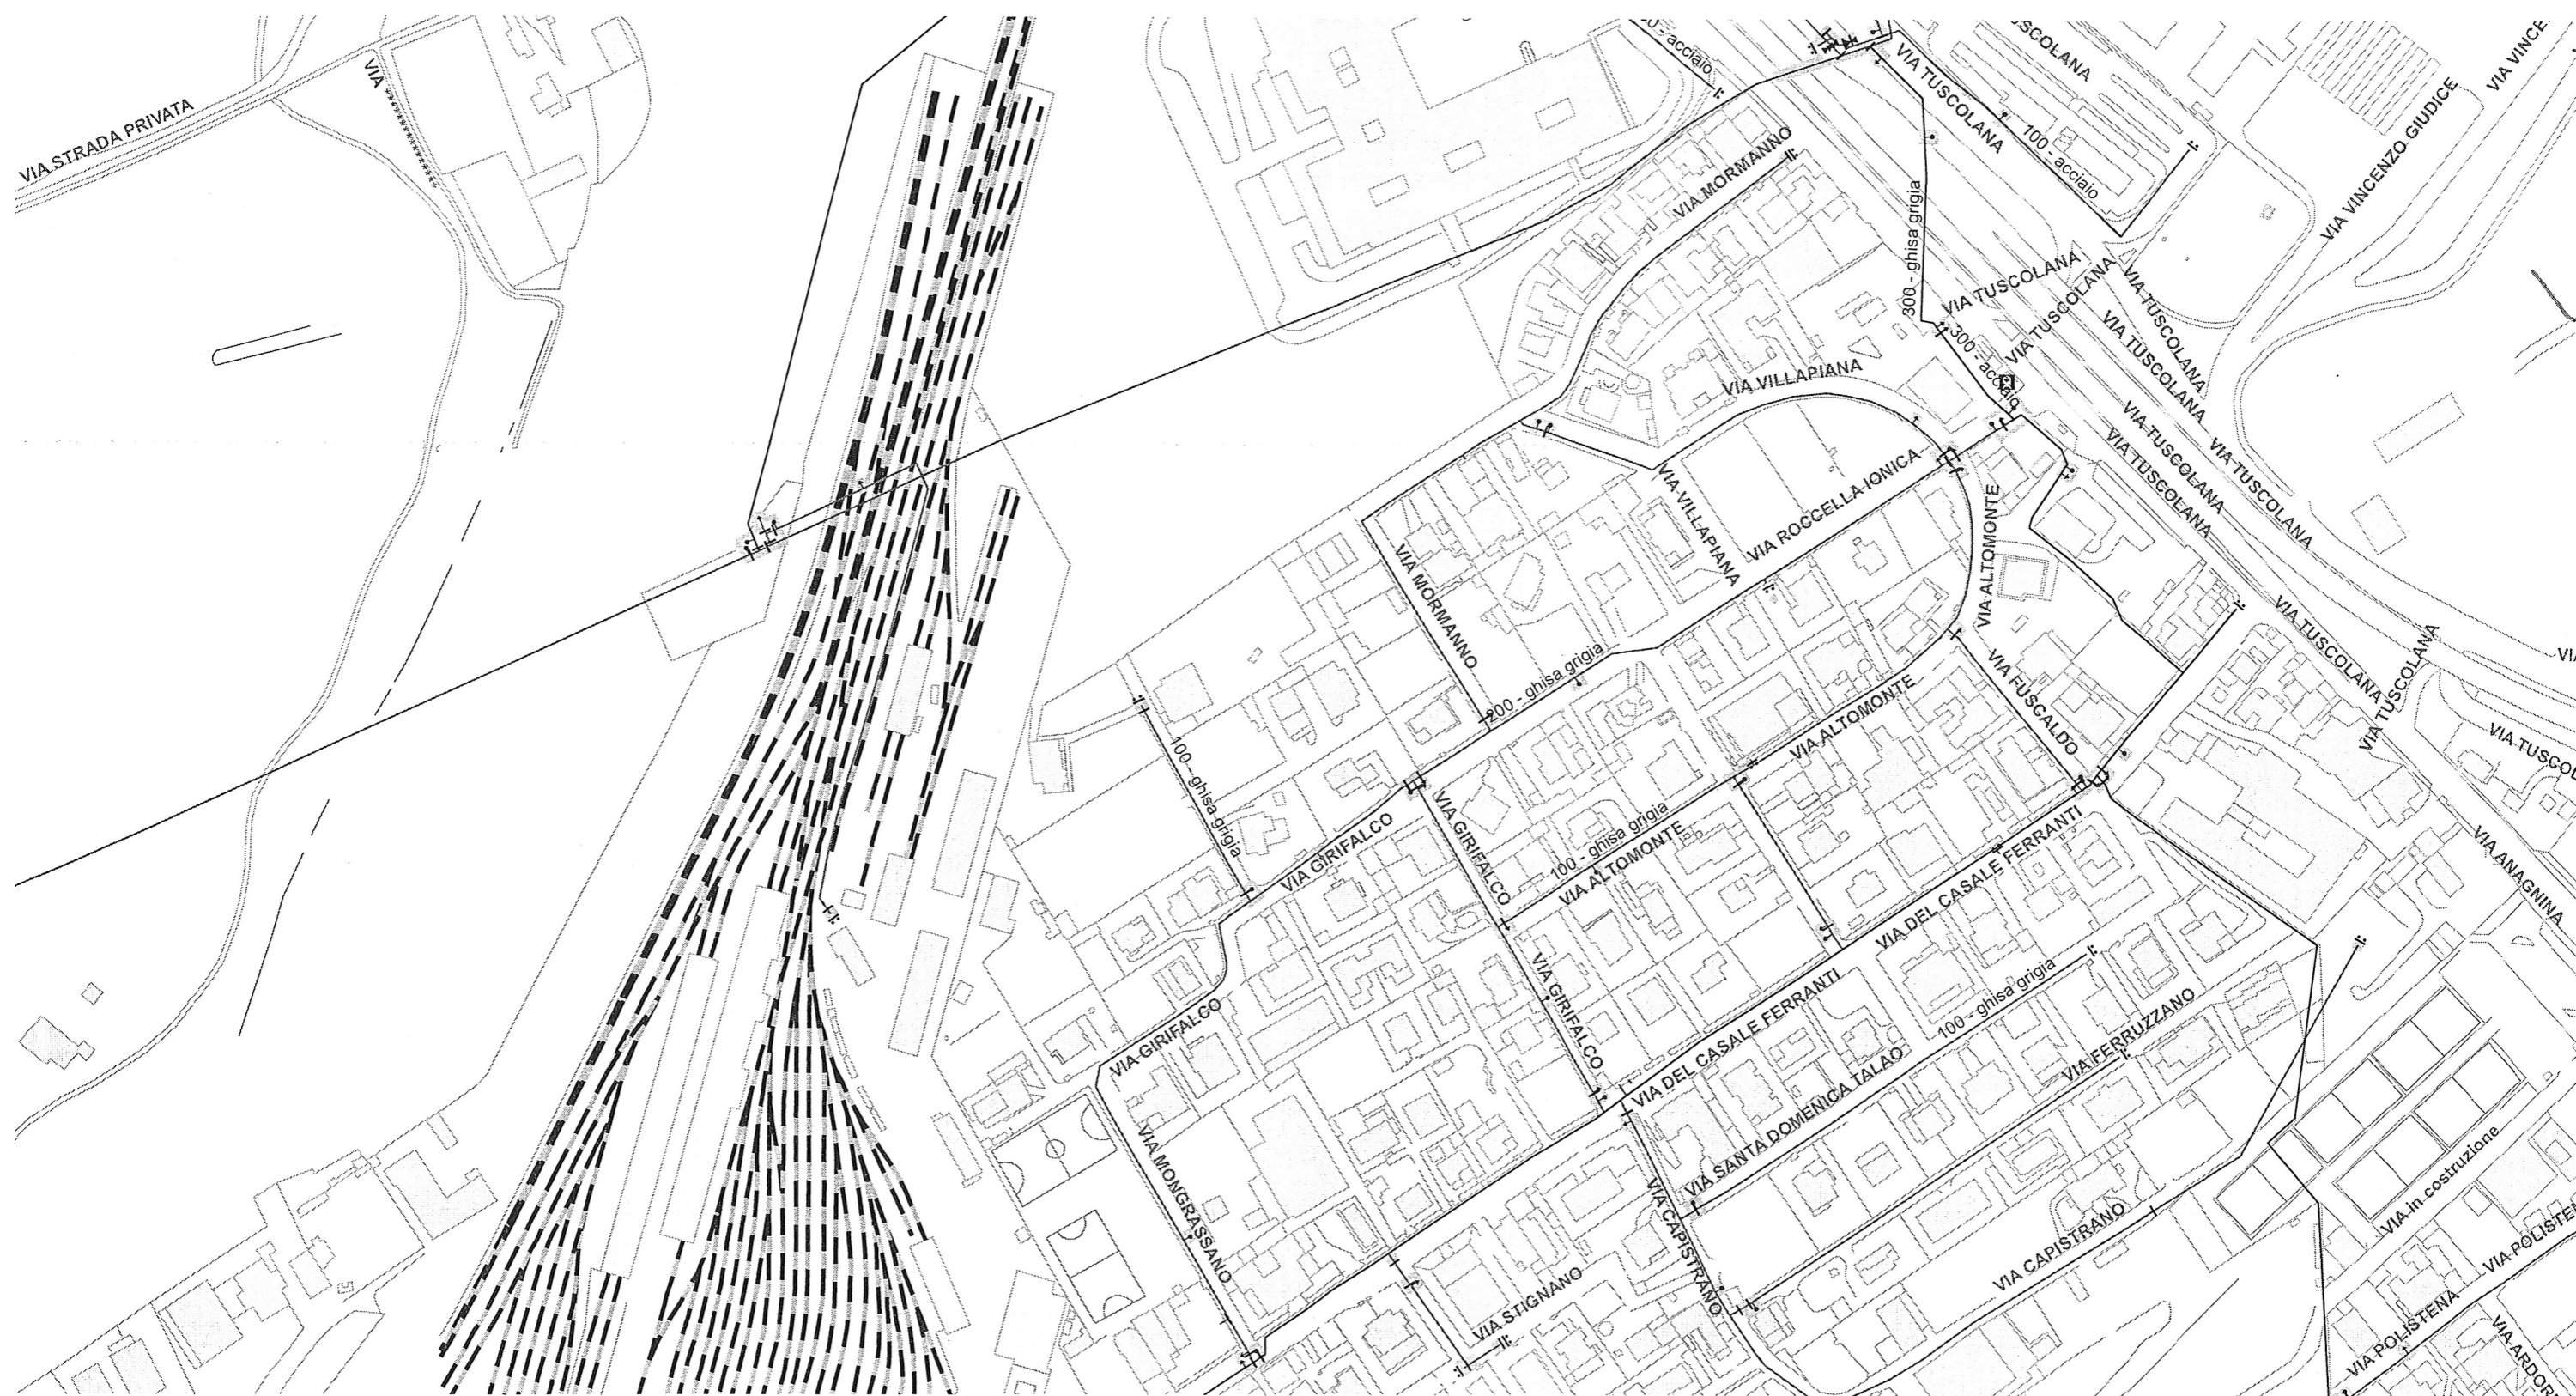 VIA STRADA PRIVATA
VIA ************
acciaio
VIA TUSCOLANA
TUSCOLANA
VIA VINCENZO GIUDICE
100 - acciaio
VIA MORMANNO
300 - ghisa grigia
VIA TUSCOLANA
VIA TUSCOLANA
VIA TUSCOLANA
VIA TUSCOLANA
300 - acciaio
VIA VILLAPIANA
VIA TUSCOLANA
VIA TUSCOLANA
VIA TUSCOLANA
VIA VILLAPIANA
VIA ROCCELLA IONICA
VIA ALTOMONTE
VIA MORMANNO
200 - ghisa grigia
VIA FUSCALDO
VIA TUSCOLANA
VIA TUSCOLANA
VIA ALTOMONTE
100 - ghisa grigia
VIA GIRIFALCO
VIA GIRIFALCO
100 - ghisa grigia
VIA ALTOMONTE
VIA DEL CASALE FERRANTI
VIA ANAGNINA
VIA GIRIFALCO
VIA GIRIFALCO
VIA DEL CASALE FERRANTI
100 - ghisa grigia
VIA FERRUZZANO
VIA SANTA DOMENICA TALAO
VIA MONGRASSANO
VIA CAPISTRANO
VIA CAPISTRANO
VIA STIGNANO
VIA in costruzione
VIA POLISTENA